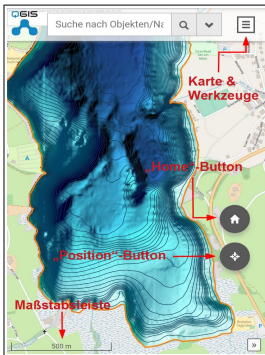 QGIS
Suche nach Objekten/Na
Karte &
Werkzeuge
„Home“-Button
„Position“-Button
Maßstabsleiste
500 m
»